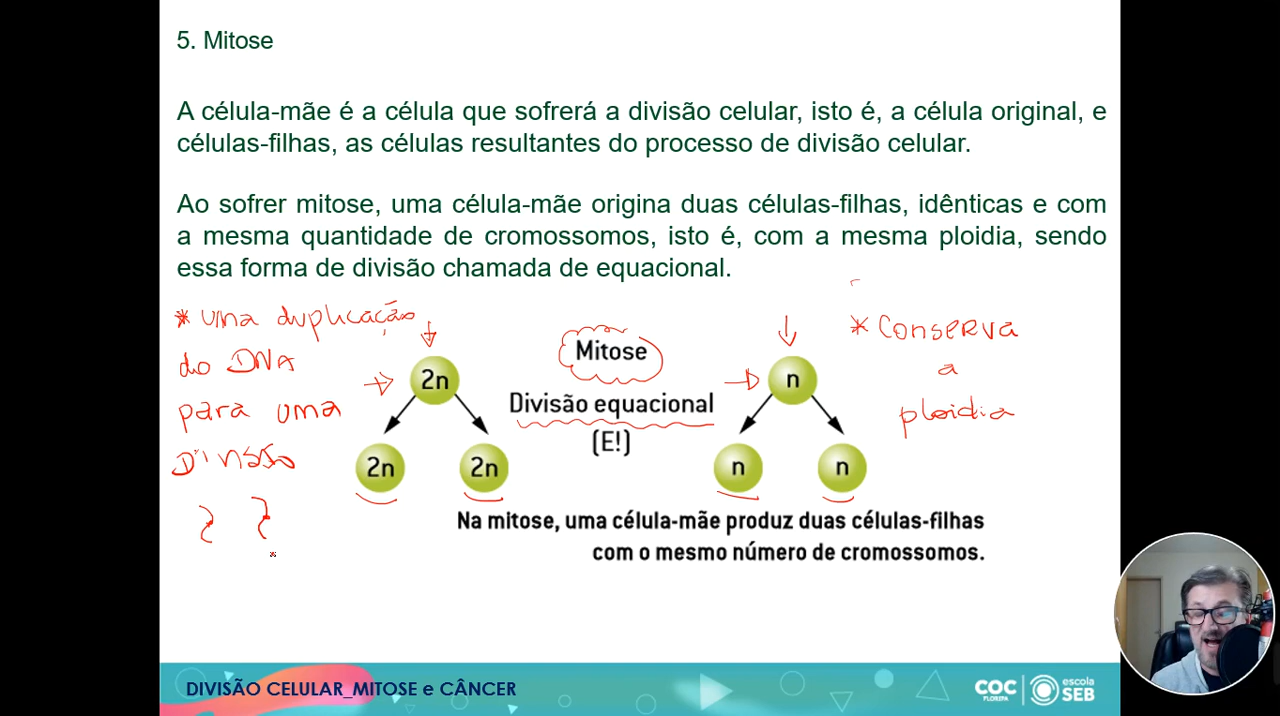 5. Mitose
A célula-mãe é a célula que sofrerá a divisão celular, isto é, a célula original, e
células-filhas, as células resultantes do processo de divisão celular.
Ao sofrer mitose, uma célula-mãe origina duas células-filhas, idênticas e com
a mesma quantidade de cromossomos, isto é, com a mesma ploidia, sendo
essa forma de divisão chamada de equacional.
* uma duplicação
do DNA
para uma
Divisão
2n
2n
2n
Mitose
Divisão equacional
(E!)
n
n
n
* Conserva
a
ploidia
Na mitose, uma célula-mãe produz duas células-filhas
com o mesmo número de cromossomos.
DIVISÃO CELULAR_MITOSE e CÂNCER
COC
FLORIPA
escola
SEB